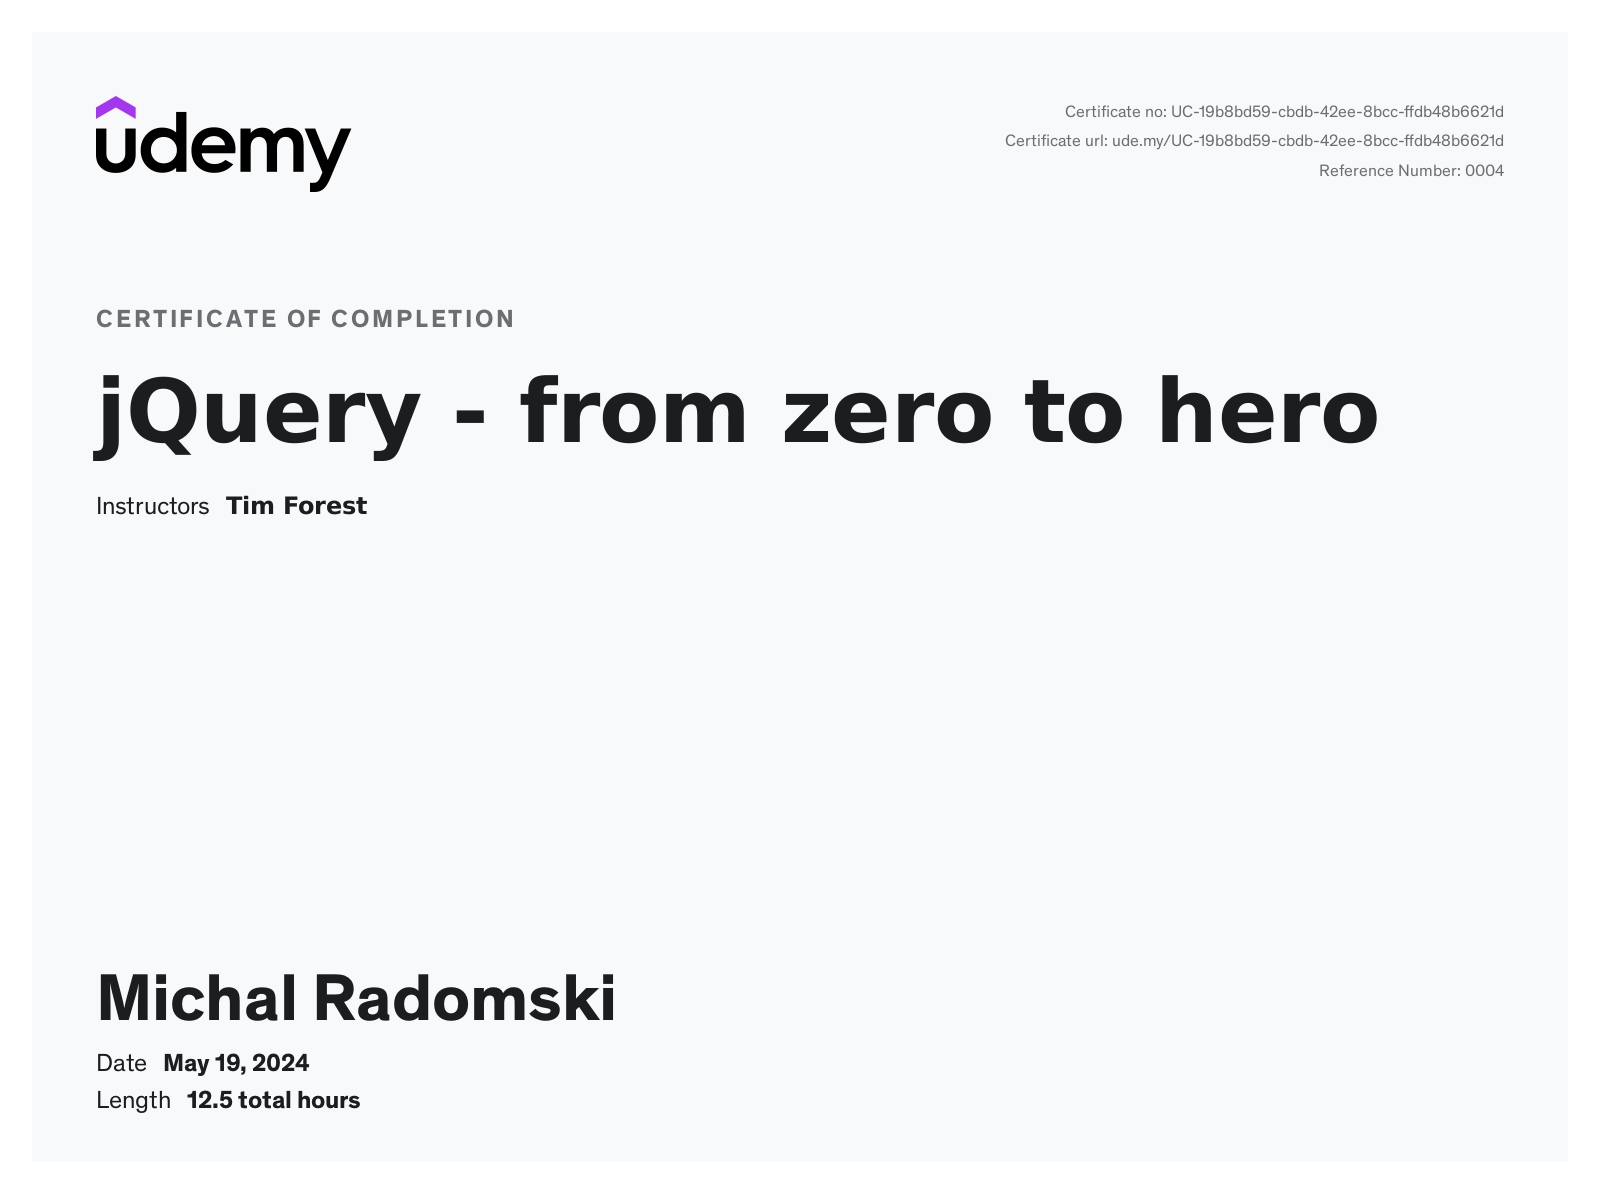 udemy
Certificate no: UC-19b8bd59-cbdb-42ee-8bcc-ffdb48b6621d
Certificate url: ude.my/UC-19b8bd59-cbdb-42ee-8bcc-ffdb48b6621d
Reference Number: 0004
CERTIFICATE OF COMPLETION
jQuery - from zero to hero
Instructors Tim Forest
Michal Radomski
Date May 19, 2024
Length 12.5 total hours